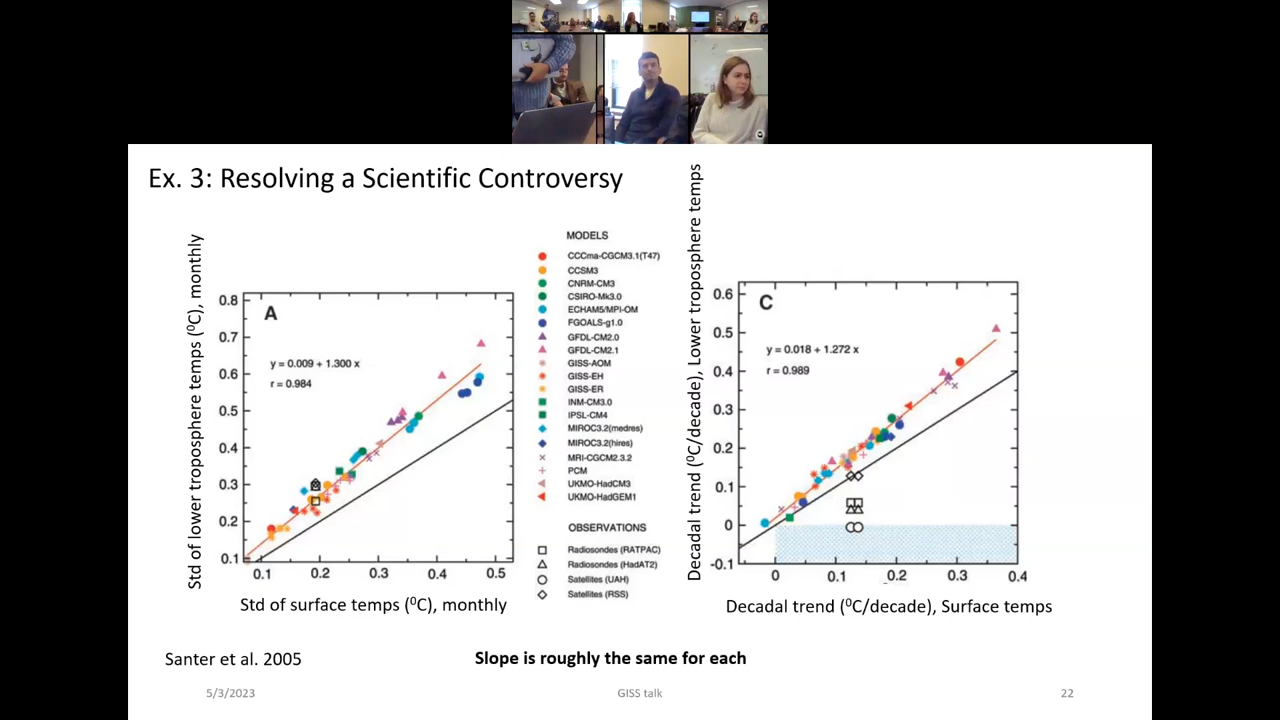 Ex. 3: Resolving a Scientific Controversy
Std of lower troposphere temps (⁰C), monthly
A
y = 0.009 + 1.300 x
r = 0.984
0.8
0.7
0.6
0.5
0.4
0.3
0.2
0.1
0.1 0.2 0.3 0.4 0.5
Std of surface temps (⁰C), monthly
MODELS
CCCma-CGCM3.1(T47)
CCSM3
CNRM-CM3
CSIRO-Mk3.0
ECHAM5/MPI-OM
FGOALS-g1.0
GFDL-CM2.0
GFDL-CM2.1
GISS-AOM
GISS-EH
GISS-ER
INM-CM3.0
IPSL-CM4
MIROC3.2(medres)
MIROC3.2(hires)
MRI-CGCM2.3.2
PCM
UKMO-HadCM3
UKMO-HadGEM1
OBSERVATIONS
Radiosondes (RATPAC)
Radiosondes (HadAT2)
Satellites (UAH)
Satellites (RSS)
Decadal trend (⁰C/decade), Lower troposphere temps
C
y = 0.018 + 1.272 x
r = 0.989
0.6
0.5
0.4
0.3
0.2
0.1
0
-0.1
0 0.1 0.2 0.3 0.4
Decadal trend (⁰C/decade), Surface temps
Santer et al. 2005
Slope is roughly the same for each
5/3/2023
GISS talk
22